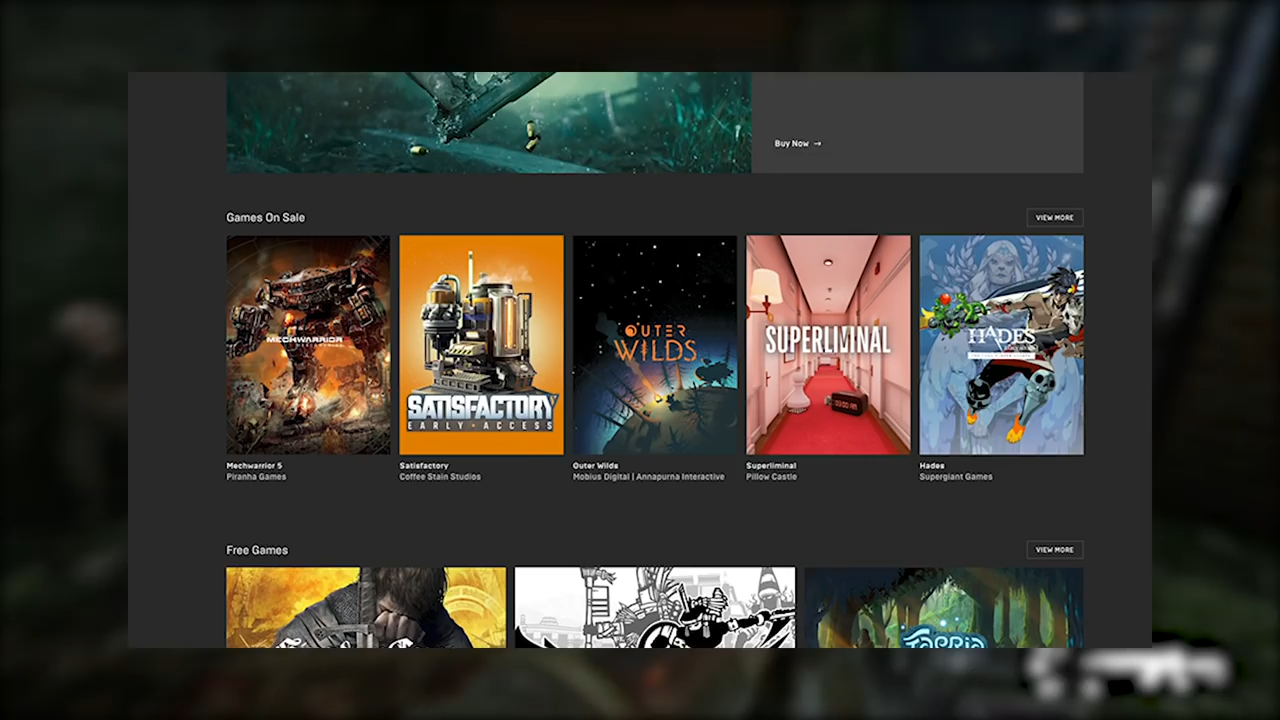 Buy Now →
Games On Sale
VIEW MORE
MECHWARRIOR
SATISFACTORY
EARLY ACCESS
OUTER
WILDS
SUPERLIMINAL
HADES
Mechwarrior 5
Piranha Games
Satisfactory
Coffee Stain Studios
Outer Wilds
Mobius Digital | Annapurna Interactive
Superliminal
Pillow Castle
Hades
Supergiant Games
Free Games
VIEW MORE
Faeria